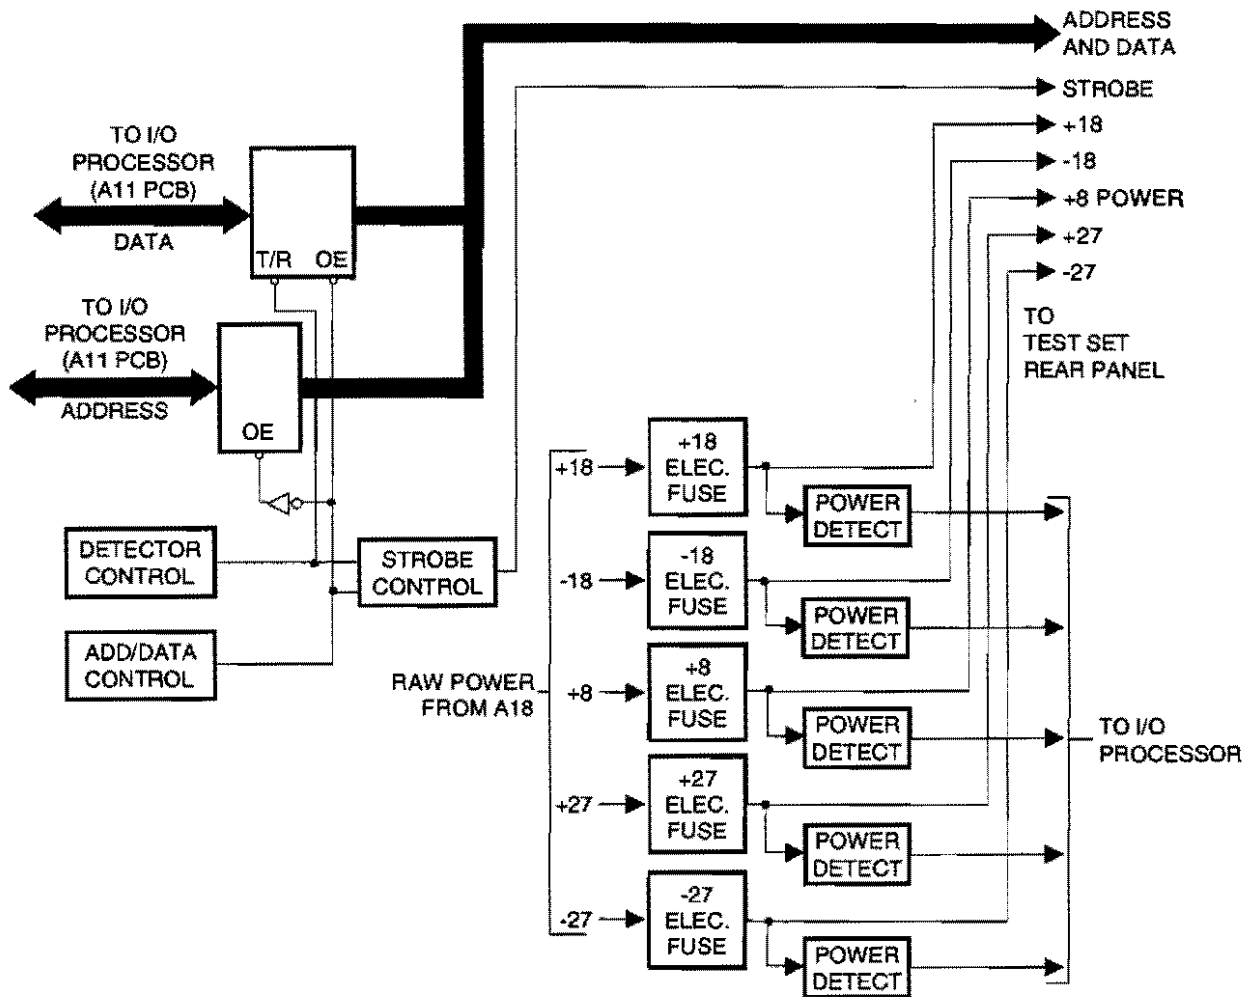 ADDRESS
AND DATA
STROBE
+18
-18
+8 POWER
+27
-27
TO
TEST SET
REAR PANEL
TO I/O
PROCESSOR
(A11 PCB)
DATA
T/R OE
TO I/O
PROCESSOR
(A11 PCB)
ADDRESS
OE
DETECTOR
CONTROL
STROBE
CONTROL
ADD/DATA
CONTROL
RAW POWER
FROM A18
+18
+18
ELEC.
FUSE
POWER
DETECT
-18
-18
ELEC.
FUSE
POWER
DETECT
+8
+8
ELEC.
FUSE
POWER
DETECT
+27
+27
ELEC.
FUSE
POWER
DETECT
-27
-27
ELEC.
FUSE
POWER
DETECT
TO I/O
PROCESSOR